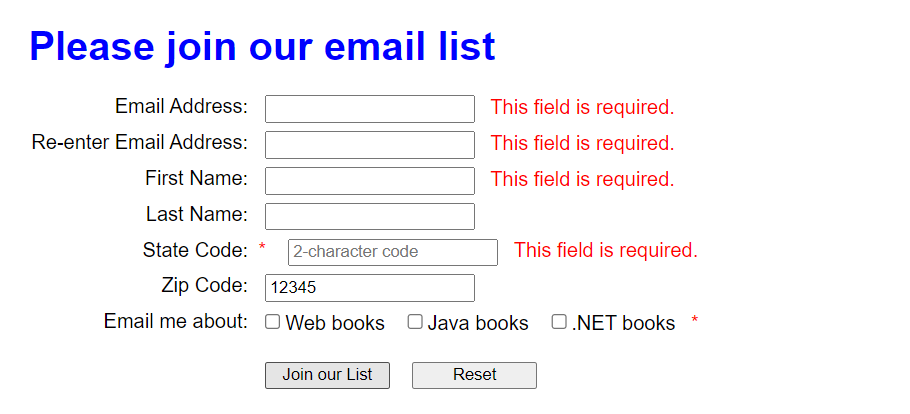 Please join our email list
Email Address: This field is required.
Re-enter Email Address: This field is required.
First Name: This field is required.
Last Name:
State Code: * 2-character code This field is required.
Zip Code: 12345
Email me about: Web books Java books .NET books *
Join our List Reset